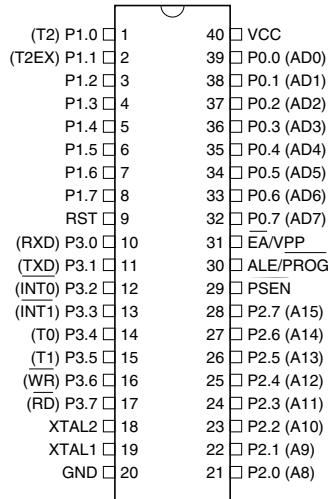 (T2) P1.0 1 40 VCC
(T2EX) P1.1 2 39 P0.0 (AD0)
P1.2 3 38 P0.1 (AD1)
P1.3 4 37 P0.2 (AD2)
P1.4 5 36 P0.3 (AD3)
P1.5 6 35 P0.4 (AD4)
P1.6 7 34 P0.5 (AD5)
P1.7 8 33 P0.6 (AD6)
RST 9 32 P0.7 (AD7)
(RXD) P3.0 10 31 E̅A̅/VPP
(TXD) P3.1 11 30 ALE/P̅R̅O̅G̅
(I̅N̅T̅0̅) P3.2 12 29 P̅S̅E̅N̅
(I̅N̅T̅1̅) P3.3 13 28 P2.7 (A15)
(T0) P3.4 14 27 P2.6 (A14)
(T1) P3.5 15 26 P2.5 (A13)
(W̅R̅) P3.6 16 25 P2.4 (A12)
(R̅D̅) P3.7 17 24 P2.3 (A11)
XTAL2 18 23 P2.2 (A10)
XTAL1 19 22 P2.1 (A9)
GND 20 21 P2.0 (A8)